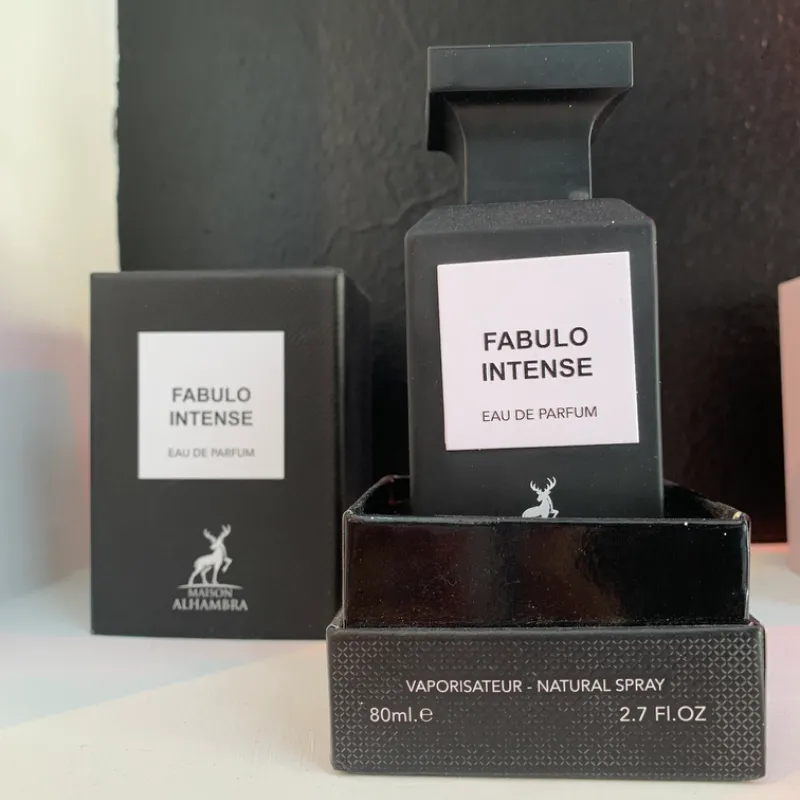 FABULO
INTENSE
EAU DE PARFUM
MAISON
ALHAMBRA
FABULO
INTENSE
EAU DE PARFUM
VAPORISATEUR - NATURAL SPRAY
80ml.℮
2.7 Fl.OZ